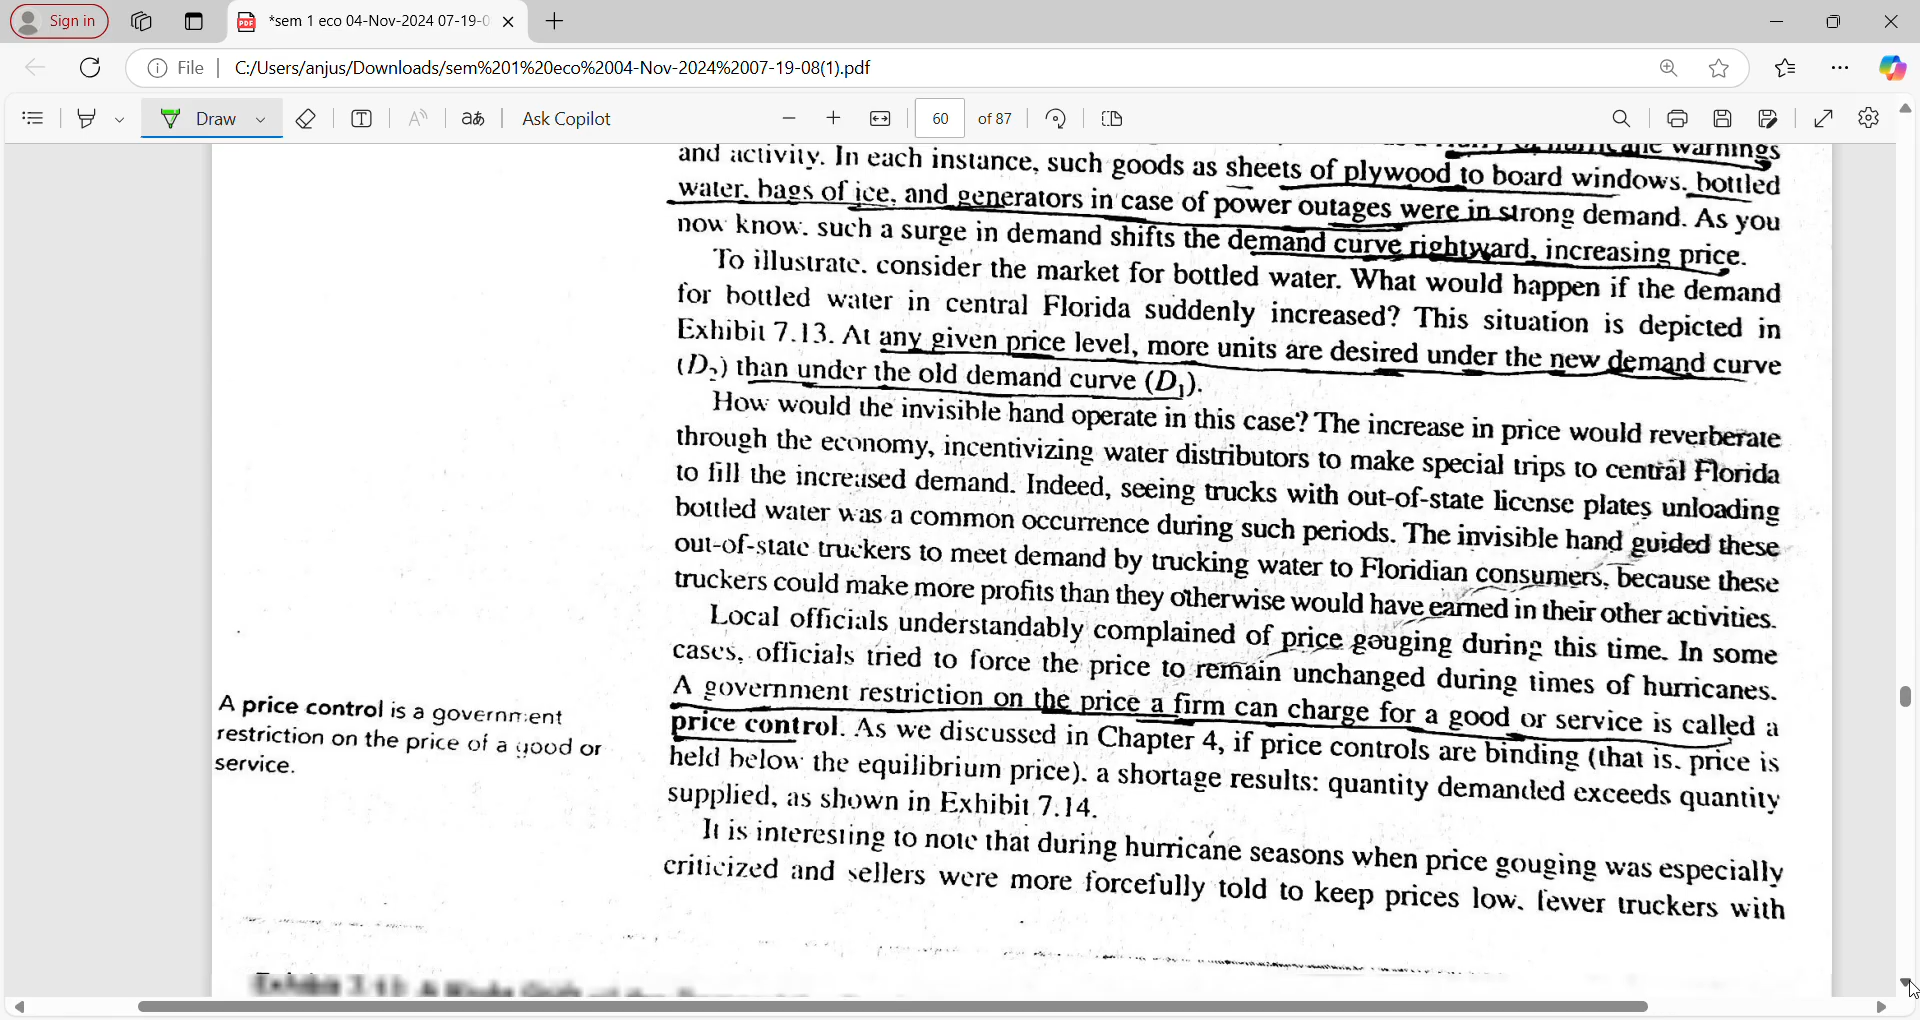 Sign in
*sem 1 eco 04-Nov-2024 07-19-0
File
C:/Users/anjus/Downloads/sem%201%20eco%2004-Nov-2024%2007-19-08(1).pdf
Draw
Ask Copilot
60 of 87
hurricane warnings
and activity. In each instance, such goods as sheets of plywood to board windows, bottled
water, bags of ice, and generators in case of power outages were in strong demand. As you
now know, such a surge in demand shifts the demand curve rightward, increasing price.
To illustrate, consider the market for bottled water. What would happen if the demand
for bottled water in central Florida suddenly increased? This situation is depicted in
Exhibit 7.13. At any given price level, more units are desired under the new demand curve
(D₂) than under the old demand curve (D₁).
How would the invisible hand operate in this case? The increase in price would reverberate
through the economy, incentivizing water distributors to make special trips to central Florida
to fill the increased demand. Indeed, seeing trucks with out-of-state license plates unloading
bottled water was a common occurrence during such periods. The invisible hand guided these
out-of-state truckers to meet demand by trucking water to Floridian consumers, because these
truckers could make more profits than they otherwise would have earned in their other activities.
Local officials understandably complained of price gouging during this time. In some
cases, officials tried to force the price to remain unchanged during times of hurricanes.
A government restriction on the price a firm can charge for a good or service is called a
price control. As we discussed in Chapter 4, if price controls are binding (that is, price is
held below the equilibrium price), a shortage results: quantity demanded exceeds quantity
supplied, as shown in Exhibit 7.14.
It is interesting to note that during hurricane seasons when price gouging was especially
criticized and sellers were more forcefully told to keep prices low, fewer truckers with
A price control is a government
restriction on the price of a good or
service.